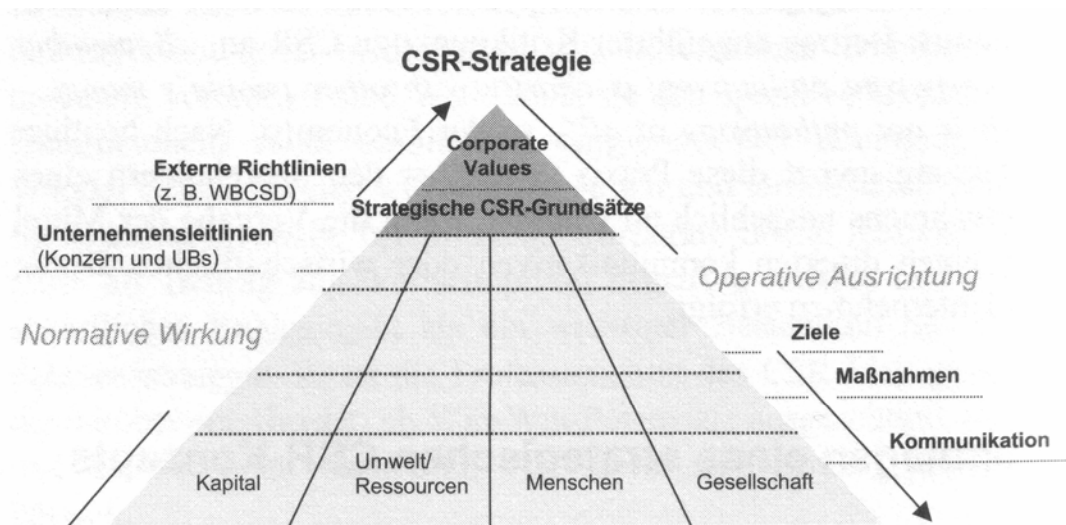 CSR-Strategie
Corporate
Values
Externe Richtlinien
(z. B. WBCSD)
Strategische CSR-Grundsätze
Unternehmensleitlinien
(Konzern und UBs)
Operative Ausrichtung
Normative Wirkung
Ziele
Maßnahmen
Kommunikation
Kapital
Umwelt/
Ressourcen
Menschen
Gesellschaft